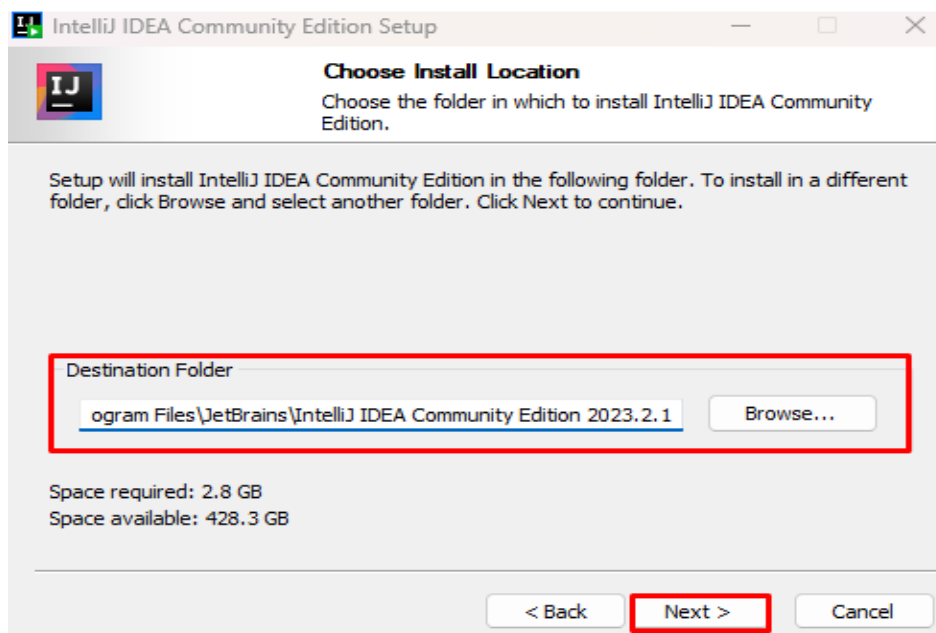 IntelliJ IDEA Community Edition Setup
IJ
Choose Install Location
Choose the folder in which to install IntelliJ IDEA Community
Edition.
Setup will install IntelliJ IDEA Community Edition in the following folder. To install in a different
folder, click Browse and select another folder. Click Next to continue.
Destination Folder
ogram Files\JetBrains\IntelliJ IDEA Community Edition 2023.2.1
Browse...
Space required: 2.8 GB
Space available: 428.3 GB
< Back
Next >
Cancel